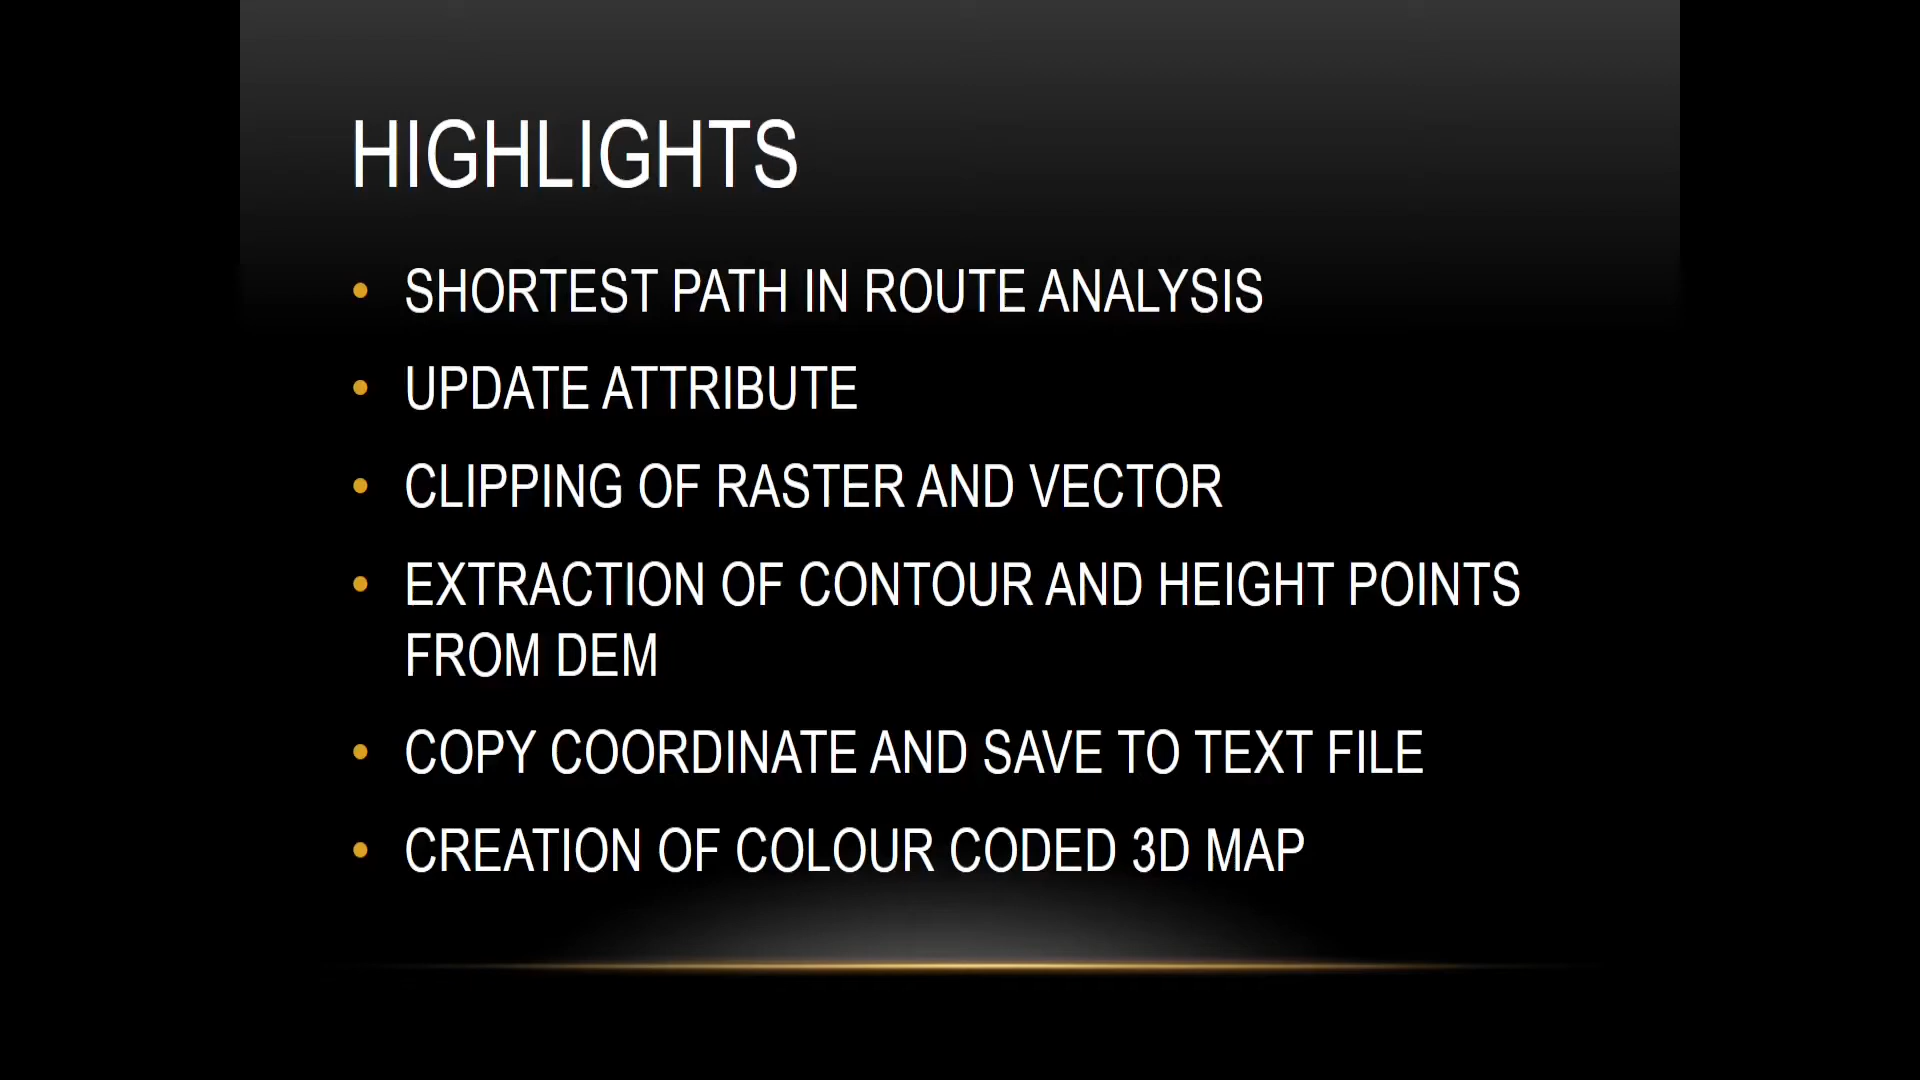 HIGHLIGHTS
• SHORTEST PATH IN ROUTE ANALYSIS
• UPDATE ATTRIBUTE
• CLIPPING OF RASTER AND VECTOR
• EXTRACTION OF CONTOUR AND HEIGHT POINTS
FROM DEM
• COPY COORDINATE AND SAVE TO TEXT FILE
• CREATION OF COLOUR CODED 3D MAP